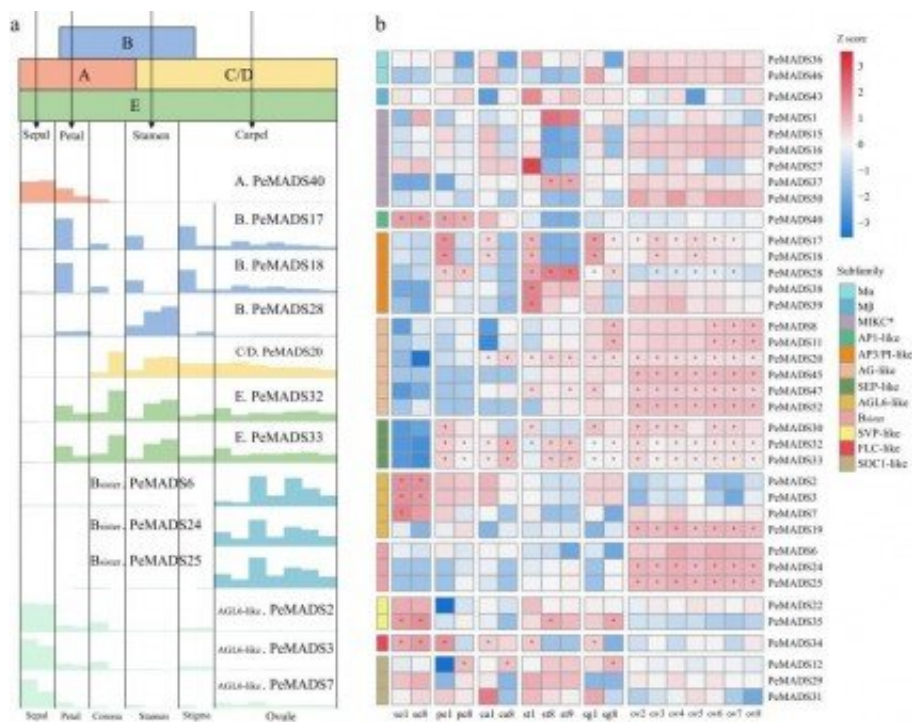 a
B
A
C/D
E
Sepal Petal Stamen Carpel
A. PeMADS40
B. PeMADS17
B. PeMADS18
B. PeMADS28
C/D. PeMADS20
E. PeMADS32
E. PeMADS33
Bsister. PeMADS6
Bsister. PeMADS24
Bsister. PeMADS25
AGL6-like. PeMADS2
AGL6-like. PeMADS3
AGL6-like. PeMADS7
Sepal Petal Corona Stamen Stigma Ovule
b
PeMADS36
PeMADS46
PeMADS43
PeMADS1
PeMADS15
PeMADS16
PeMADS27
PeMADS37
PeMADS50
PeMADS40
PeMADS17
PeMADS18
PeMADS28
PeMADS38
PeMADS39
PeMADS8
PeMADS11
PeMADS20
PeMADS45
PeMADS47
PeMADS52
PeMADS30
PeMADS32
PeMADS33
PeMADS2
PeMADS3
PeMADS7
PeMADS19
PeMADS6
PeMADS24
PeMADS25
PeMADS22
PeMADS35
PeMADS34
PeMADS12
PeMADS29
PeMADS31
se1 se8 pe1 pe8 ca1 ca8 st1 st8 st9 sg1 sg8 ov2 ov3 ov4 ov5 ov6 ov7 ov8
Z score
3
2
1
0
-1
-2
-3
Subfamily
Mα
Mβ
MIKC*
AP1-like
AP3/PI-like
AG-like
SEP-like
AGL6-like
Bsister
SVP-like
FLC-like
SOC1-like